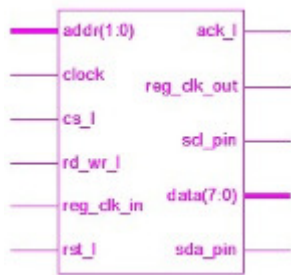 addr(1:0)
ack_l
clock
reg_clk_out
cs_l
scl_pin
rd_wr_l
data(7:0)
reg_clk_in
rst_l
sda_pin